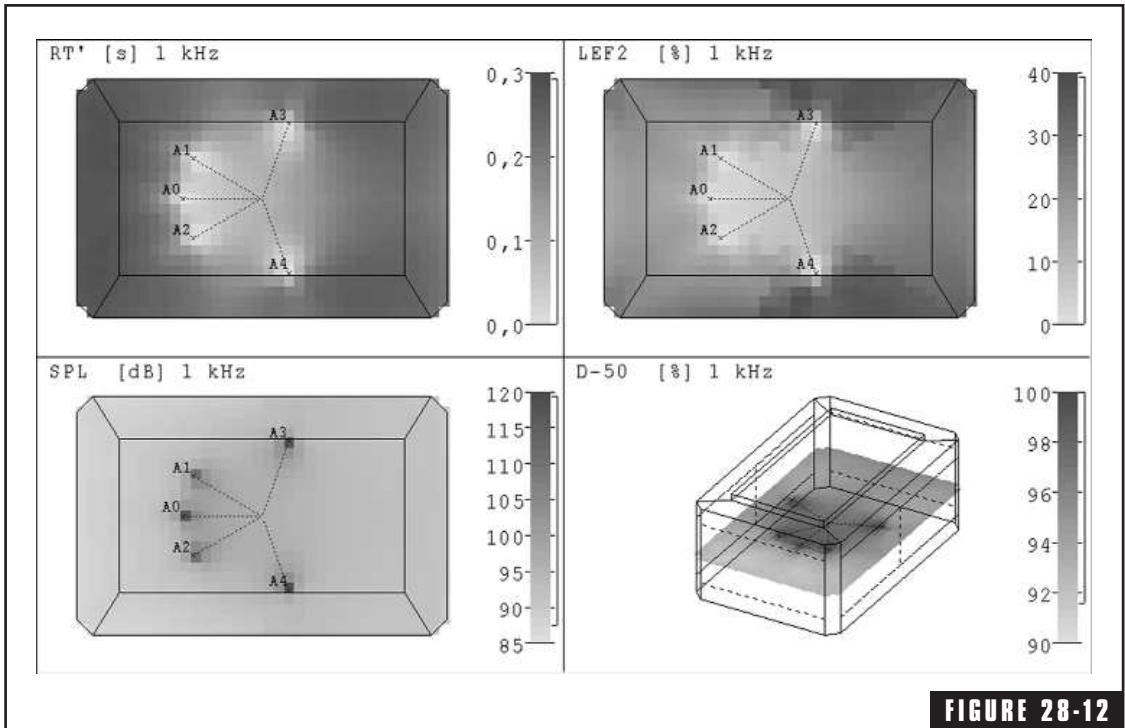 RT' [s] 1 kHz
0,3
0,2
0,1
0,0
A3
A1
A0
A2
A4
LEF2 [%] 1 kHz
40
30
20
10
0
A3
A1
A0
A2
A4
SPL [dB] 1 kHz
120
115
110
105
100
95
90
85
A3
A1
A0
A2
A4
D-50 [%] 1 kHz
100
98
96
94
92
90
FIGURE 28-12